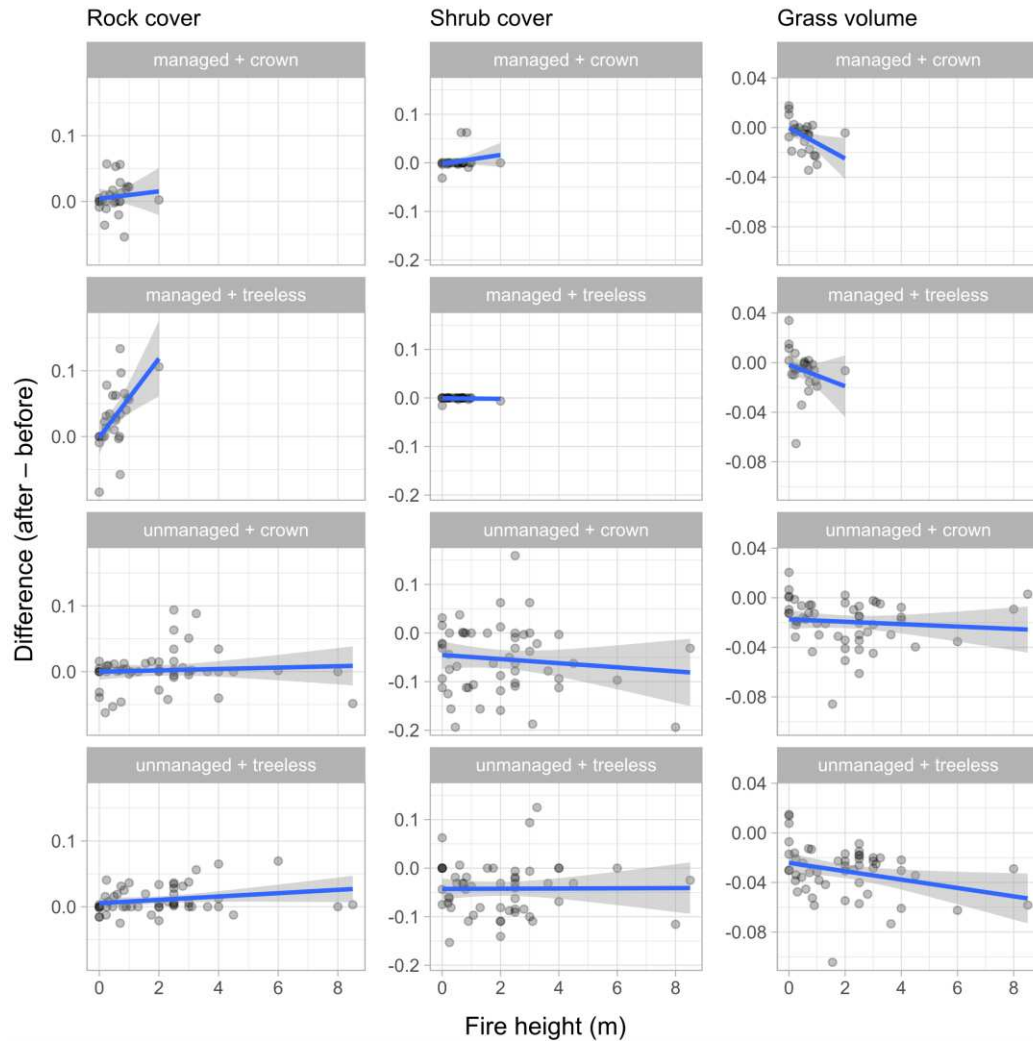 Rock cover
Shrub cover
Grass volume
managed + crown
managed + crown
managed + crown
0.1
0.0
0.1
0.0
-0.1
-0.2
0.04
0.00
-0.04
-0.08
managed + treeless
managed + treeless
managed + treeless
0.1
0.0
0.1
0.0
-0.1
-0.2
0.04
0.00
-0.04
-0.08
unmanaged + crown
unmanaged + crown
unmanaged + crown
0.1
0.0
0.1
0.0
-0.1
-0.2
0.04
0.00
-0.04
-0.08
unmanaged + treeless
unmanaged + treeless
unmanaged + treeless
0.1
0.0
0.1
0.0
-0.1
-0.2
0.04
0.00
-0.04
-0.08
0 2 4 6 8
0 2 4 6 8
0 2 4 6 8
Difference (after – before)
Fire height (m)